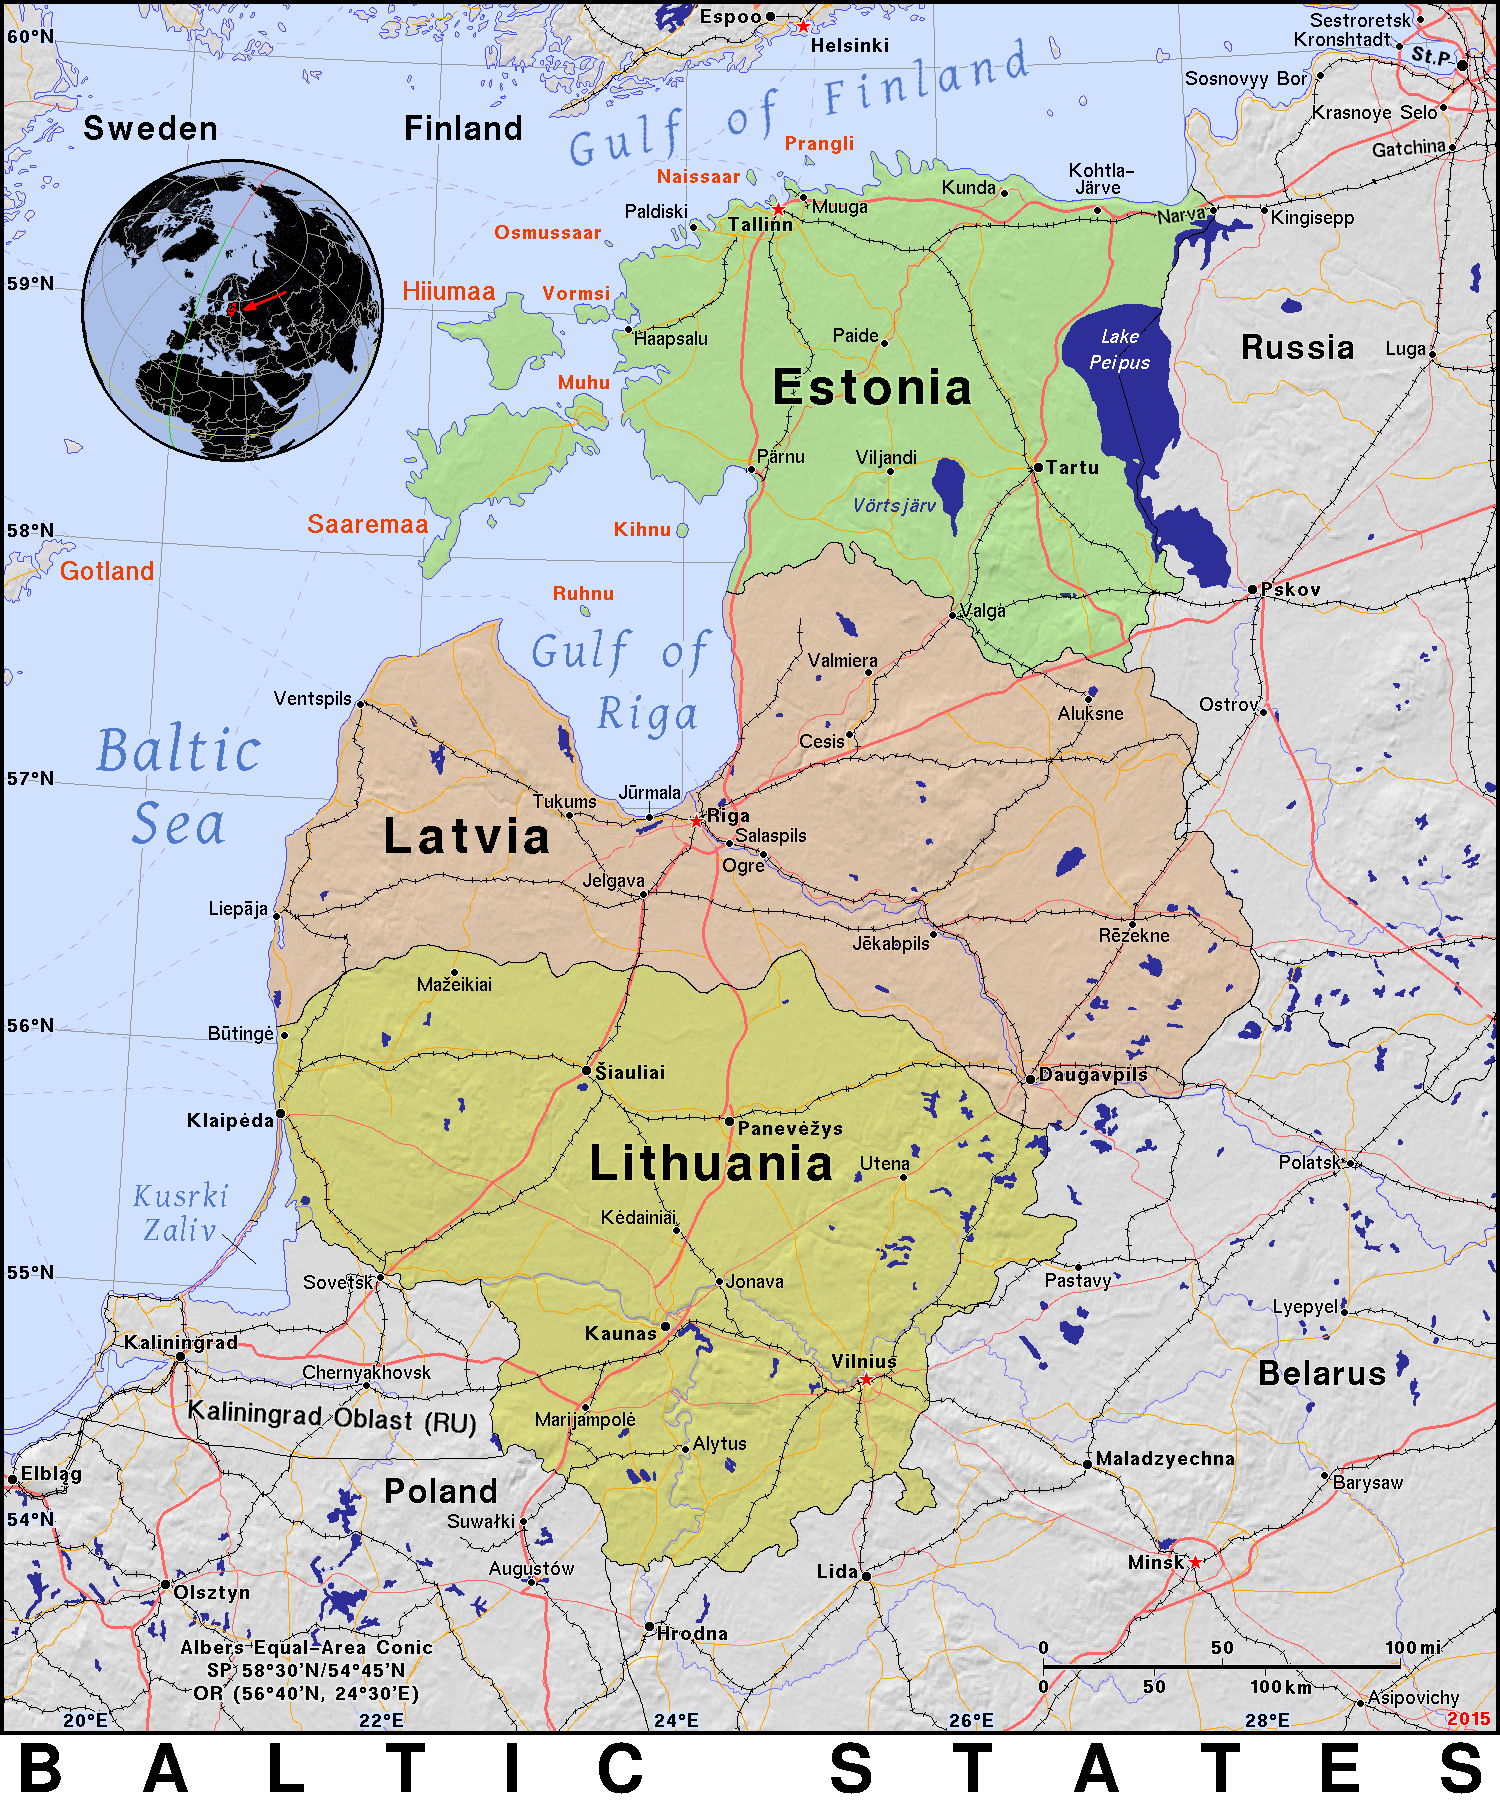 60°N
Espoo
Helsinki
Sestroretsk
Kronshtadt
St.P.
Sosnovyy Bor
Krasnoye Selo
Gatchina
Sweden
Finland
Gulf of Finland
Prangli
Naissaar
Kunda
Kohtla-
Järve
Paldiski
Muuga
Tallinn
Narva
Kingisepp
Osmussaar
59°N
Hiiumaa
Vormsi
Haapsalu
Paide
Lake
Peipus
Russia
Luga
Muhu
Estonia
Pärnu
Viljandi
Tartu
Võrtsjärv
Saaremaa
58°N
Kihnu
Gotland
Ruhnu
Pskov
Valga
Gulf of
Riga
Valmiera
Ventspils
Aluksne
Ostrov
Cesis
Baltic
Sea
57°N
Tukums
Jūrmala
Riga
Latvia
Salaspils
Ogre
Jelgava
Liepāja
Jēkabpils
Rēzekne
Mažeikiai
56°N
Būtingė
Šiauliai
Daugavpils
Klaipėda
Panevėžys
Lithuania
Utena
Polatsk
Kusrki
Zaliv
Kėdainiai
55°N
Sovetsk
Jonava
Pastavy
Lyepyel
Kaliningrad
Kaunas
Vilnius
Chernyakhovsk
Belarus
Kaliningrad Oblast (RU)
Marijampolė
Alytus
Maladzyechna
Elbląg
Poland
Barysaw
54°N
Suwałki
Augustów
Lida
Minsk
Olsztyn
Hrodna
Albers Equal-Area Conic
SP 58°30'N/54°45'N
OR (56°40'N, 24°30'E)
0 50 100 mi
0 50 100 km
Asipovichy
20°E 22°E 24°E 26°E 28°E 2015
BALTIC STATES